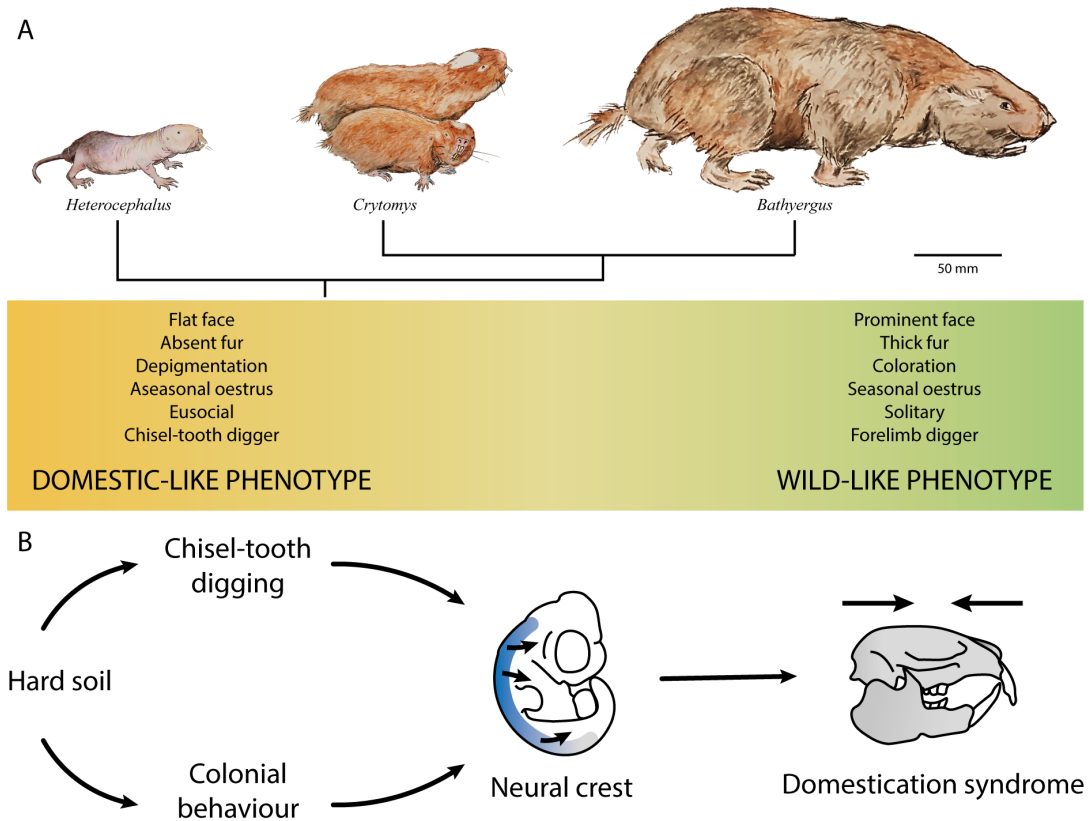 A
Heterocephalus
Crytomys
Bathyergus
50 mm
Flat face
Absent fur
Depigmentation
Aseasonal oestrus
Eusocial
Chisel-tooth digger
DOMESTIC-LIKE PHENOTYPE
Prominent face
Thick fur
Coloration
Seasonal oestrus
Solitary
Forelimb digger
WILD-LIKE PHENOTYPE
B
Chisel-tooth
digging
Hard soil
Colonial
behaviour
Neural crest
Domestication syndrome